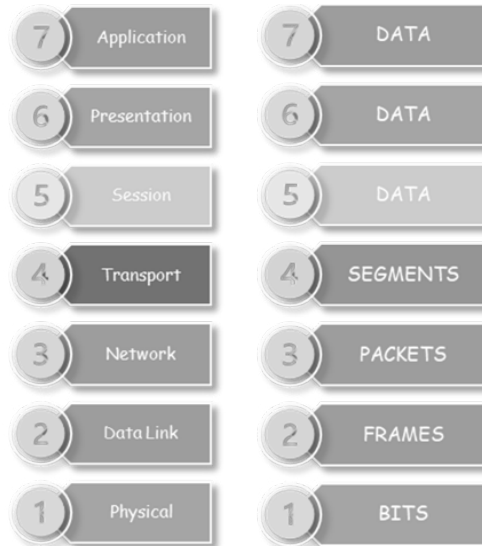 7 Application 7 DATA
6 Presentation 6 DATA
5 Session 5 DATA
4 Transport 4 SEGMENTS
3 Network 3 PACKETS
2 Data Link 2 FRAMES
1 Physical 1 BITS